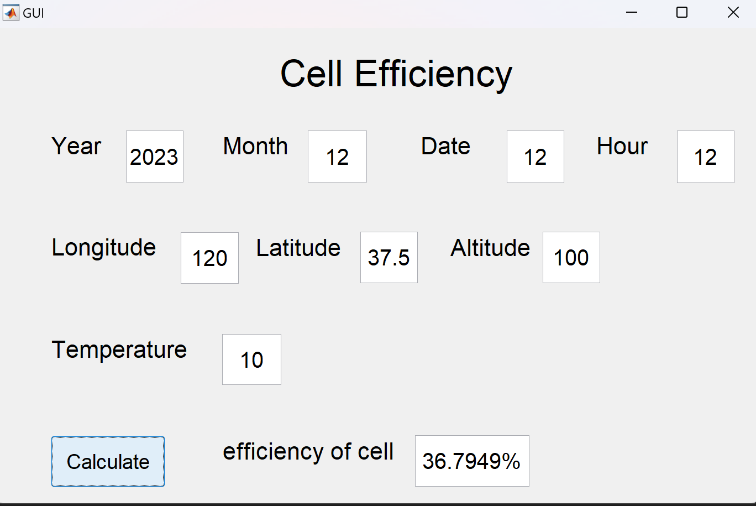 GUI
Cell Efficiency
Year 2023 Month 12 Date 12 Hour 12
Longitude 120 Latitude 37.5 Altitude 100
Temperature 10
Calculate efficiency of cell 36.7949%